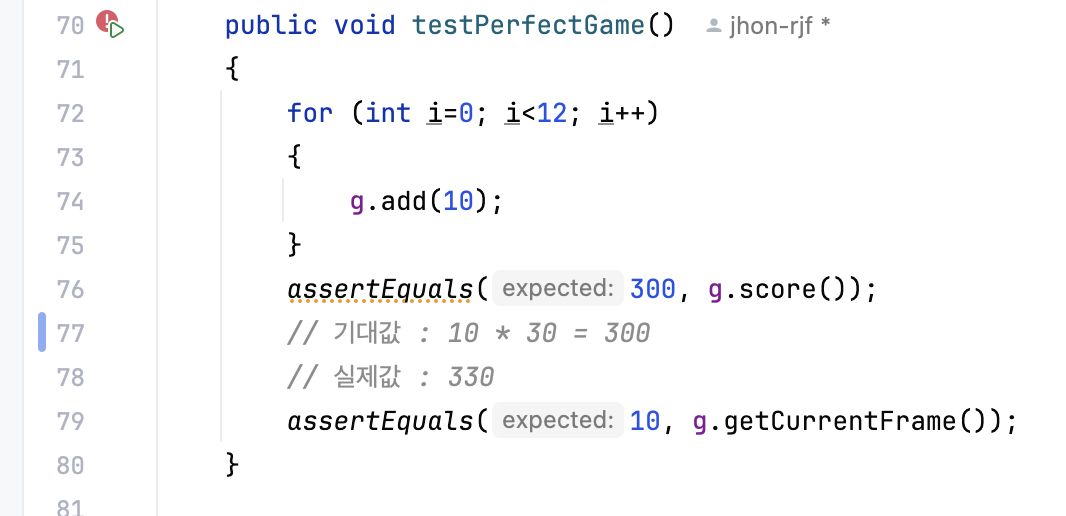 70 public void testPerfectGame() jhon-rjf *
71 {
72 for (int i=0; i<12; i++)
73 {
74 g.add(10);
75 }
76 assertEquals( expected: 300, g.score());
77 // 기대값 : 10 * 30 = 300
78 // 실제값 : 330
79 assertEquals( expected: 10, g.getCurrentFrame());
80 }
81